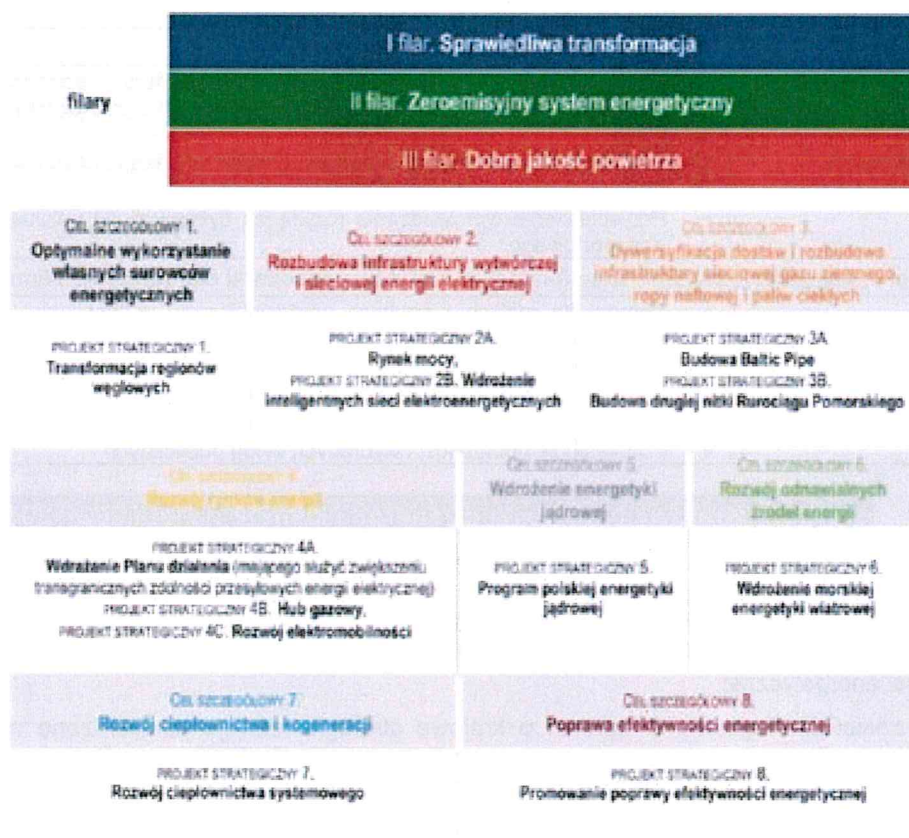 I filar. Sprawiedliwa transformacja
filary
II filar. Zeroemisyjny system energetyczny
III filar. Dobra jakość powietrza
CEL SZCZEGÓŁOWY 1.
Optymalne wykorzystanie
własnych surowców
energetycznych
CEL SZCZEGÓŁOWY 2.
Rozbudowa infrastruktury wytwórczej
i sieciowej energii elektrycznej
CEL SZCZEGÓŁOWY 3.
Dywersyfikacja dostaw i rozbudowa
infrastruktury sieciowej gazu ziemnego,
ropy naftowej i paliw ciekłych
PROJEKT STRATEGICZNY 1.
Transformacja regionów
węglowych
PROJEKT STRATEGICZNY 2A.
Rynek mocy,
PROJEKT STRATEGICZNY 2B. Wdrożenie
inteligentnych sieci elektroenergetycznych
PROJEKT STRATEGICZNY 3A.
Budowa Baltic Pipe
PROJEKT STRATEGICZNY 3B.
Budowa drugiej nitki Rurociągu Pomorskiego
CEL SZCZEGÓŁOWY 4.
Rozwój rynków energii
CEL SZCZEGÓŁOWY 5.
Wdrożenie energetyki
jądrowej
CEL SZCZEGÓŁOWY 6.
Rozwój odnawialnych
źródeł energii
PROJEKT STRATEGICZNY 4A.
Wdrażanie Planu działania (mającego służyć zwiększeniu
transgranicznych zdolności przesyłowych energii elektrycznej)
PROJEKT STRATEGICZNY 4B. Hub gazowy,
PROJEKT STRATEGICZNY 4C. Rozwój elektromobilności
PROJEKT STRATEGICZNY 5.
Program polskiej energetyki
jądrowej
PROJEKT STRATEGICZNY 6.
Wdrożenie morskiej
energetyki wiatrowej
CEL SZCZEGÓŁOWY 7.
Rozwój ciepłownictwa i kogeneracji
CEL SZCZEGÓŁOWY 8.
Poprawa efektywności energetycznej
PROJEKT STRATEGICZNY 7.
Rozwój ciepłownictwa systemowego
PROJEKT STRATEGICZNY 8.
Promowanie poprawy efektywności energetycznej